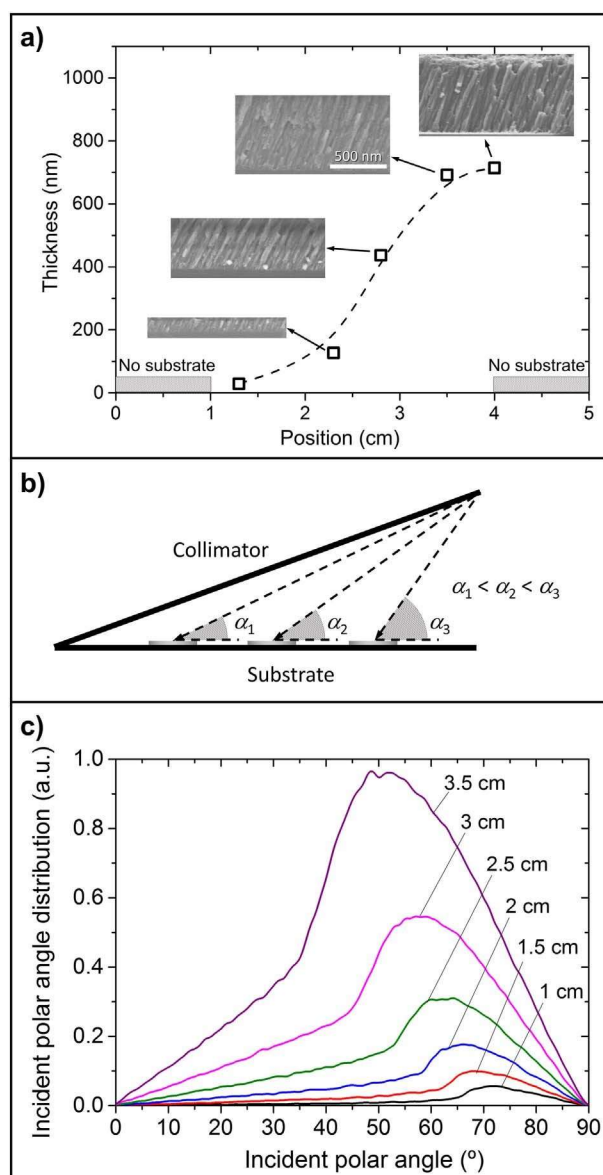 a)
1000
800
600
400
200
0
Thickness (nm)
500 nm
No substrate
No substrate
0 1 2 3 4 5
Position (cm)
b)
Collimator
α1 < α2 < α3
α1 α2 α3
Substrate
c)
1.0
0.8
0.6
0.4
0.2
0.0
Incident polar angle distribution (a.u.)
3.5 cm
3 cm
2.5 cm
2 cm
1.5 cm
1 cm
0 10 20 30 40 50 60 70 80 90
Incident polar angle (º)